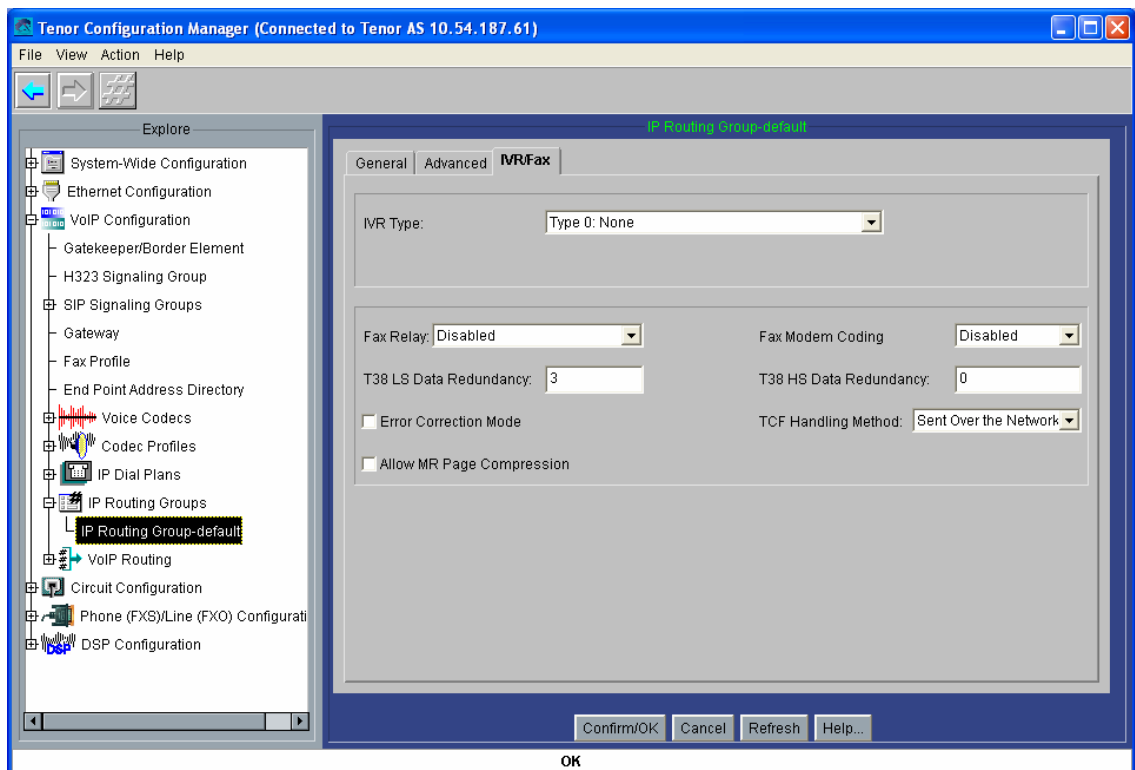 Tenor Configuration Manager (Connected to Tenor AS 10.54.187.61)
File View Action Help
Explore
IP Routing Group-default
System-Wide Configuration
Ethernet Configuration
VoIP Configuration
Gatekeeper/Border Element
H323 Signaling Group
SIP Signaling Groups
Gateway
Fax Profile
End Point Address Directory
Voice Codecs
Codec Profiles
IP Dial Plans
IP Routing Groups
IP Routing Group-default
VoIP Routing
Circuit Configuration
Phone (FXS)/Line (FXO) Configurati
DSP DSP Configuration
General Advanced IVR/Fax
IVR Type: Type 0: None
Fax Relay: Disabled Fax Modem Coding Disabled
T38 LS Data Redundancy: 3 T38 HS Data Redundancy: 0
Error Correction Mode TCF Handling Method: Sent Over the Network
Allow MR Page Compression
Confirm/OK Cancel Refresh Help...
OK